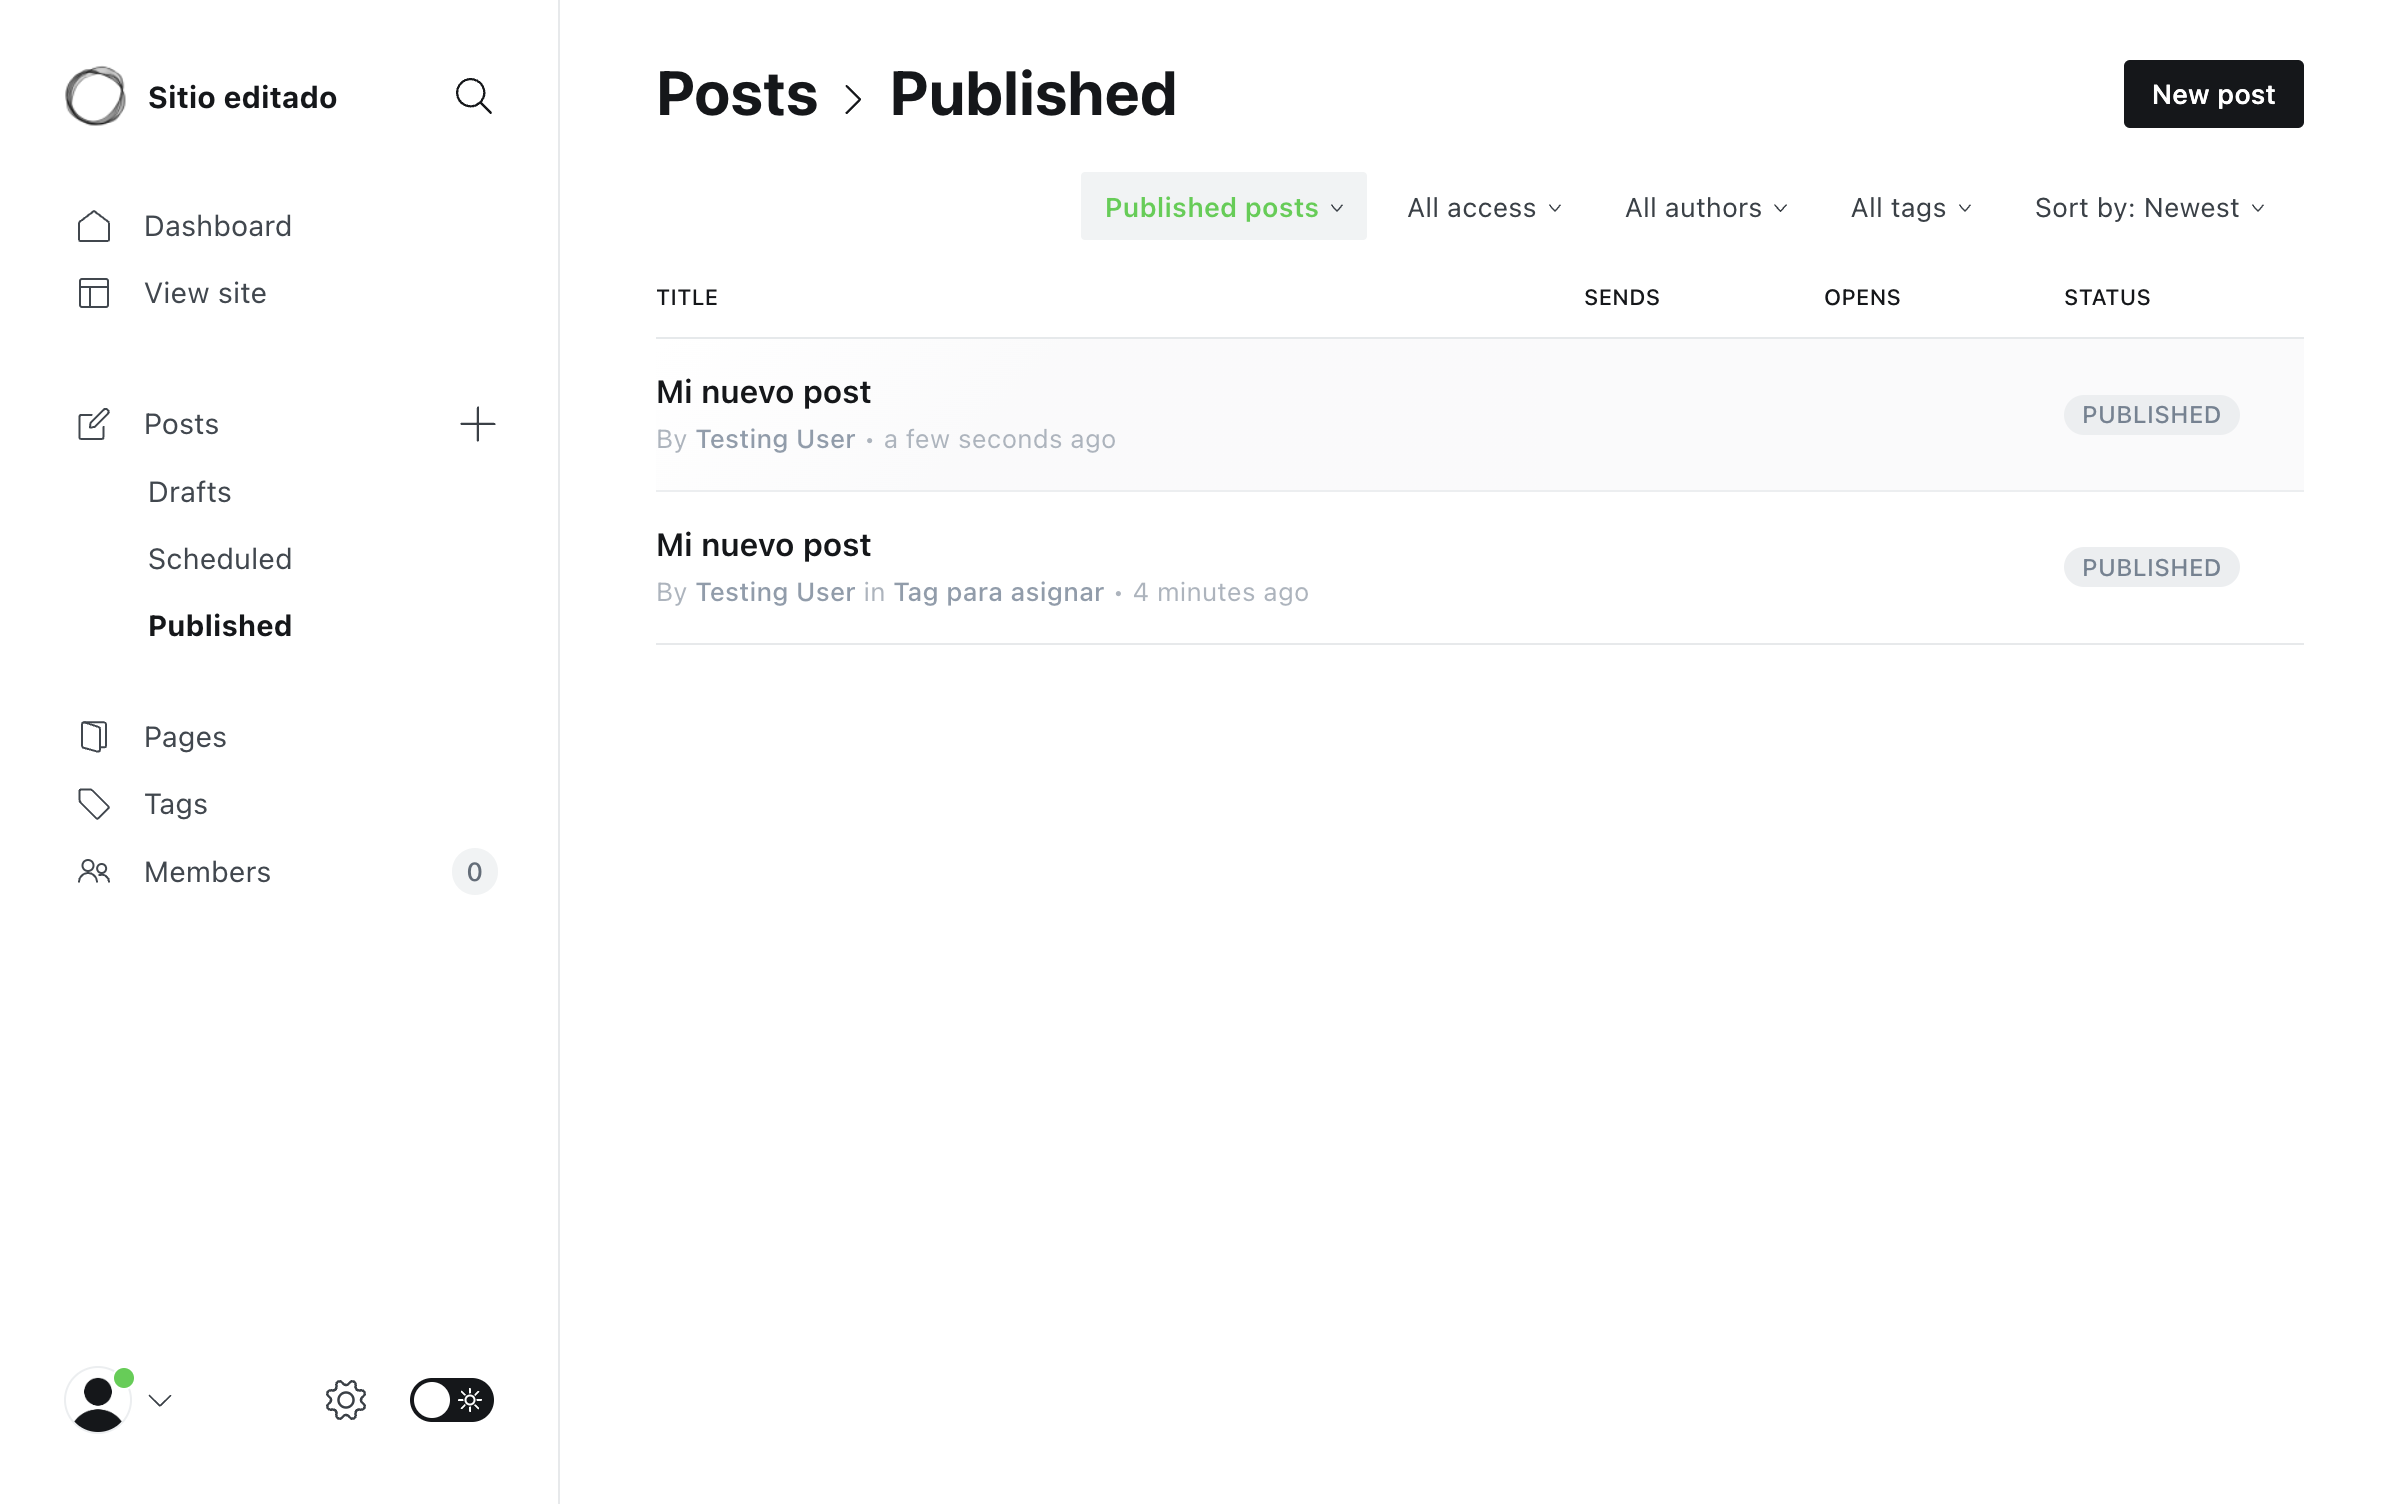 Sitio editado
Dashboard
View site
Posts
Drafts
Scheduled
Published
Pages
Tags
Members 0
Posts > Published
New post
Published posts All access All authors All tags Sort by: Newest
TITLE SENDS OPENS STATUS
Mi nuevo post
By Testing User • a few seconds ago
PUBLISHED
Mi nuevo post
By Testing User in Tag para asignar • 4 minutes ago
PUBLISHED